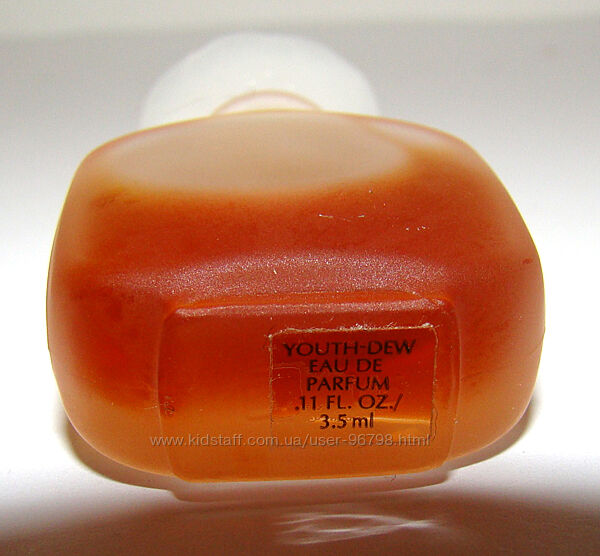 YOUTH-DEW
EAU DE
PARFUM
.11 FL. OZ./
3.5 ml
www.kidstaff.com.ua/user-96798.html